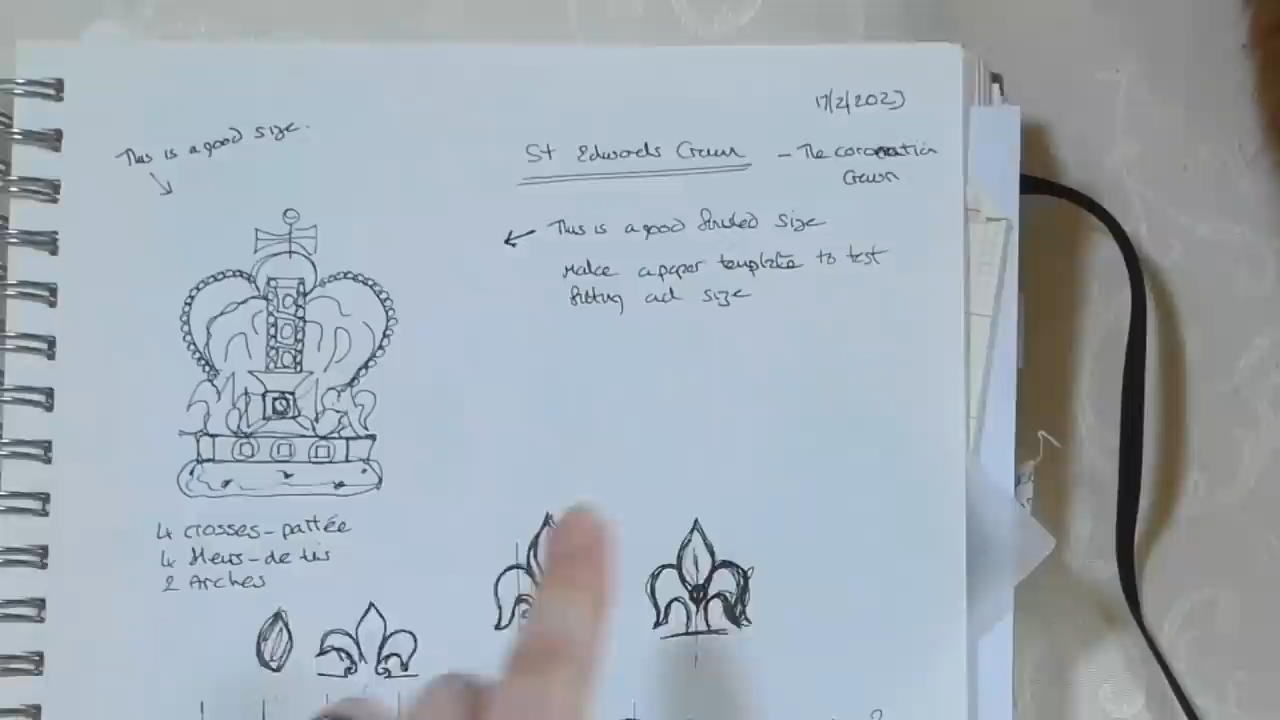 17/2/2023
This is a good size.
St Edwards Crown - The coronation
Crown
This is a good finished size
Make a paper template to test
fitting and size
4 crosses-pattée
4 fleurs-de lis
2 Arches